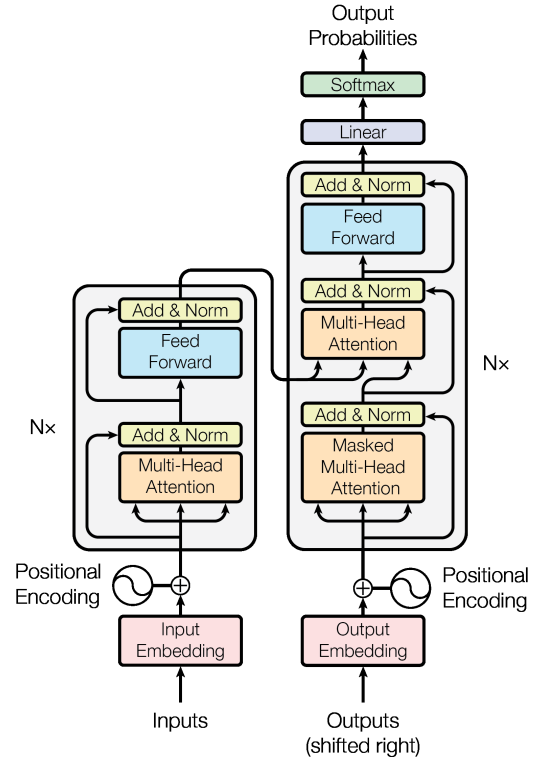 Output
Probabilities
Softmax
Linear
Add & Norm
Feed
Forward
Add & Norm
Multi-Head
Attention
Add & Norm
Masked
Multi-Head
Attention
N×
Add & Norm
Feed
Forward
Add & Norm
Multi-Head
Attention
N×
Positional
Encoding
Positional
Encoding
Input
Embedding
Output
Embedding
Inputs
Outputs
(shifted right)